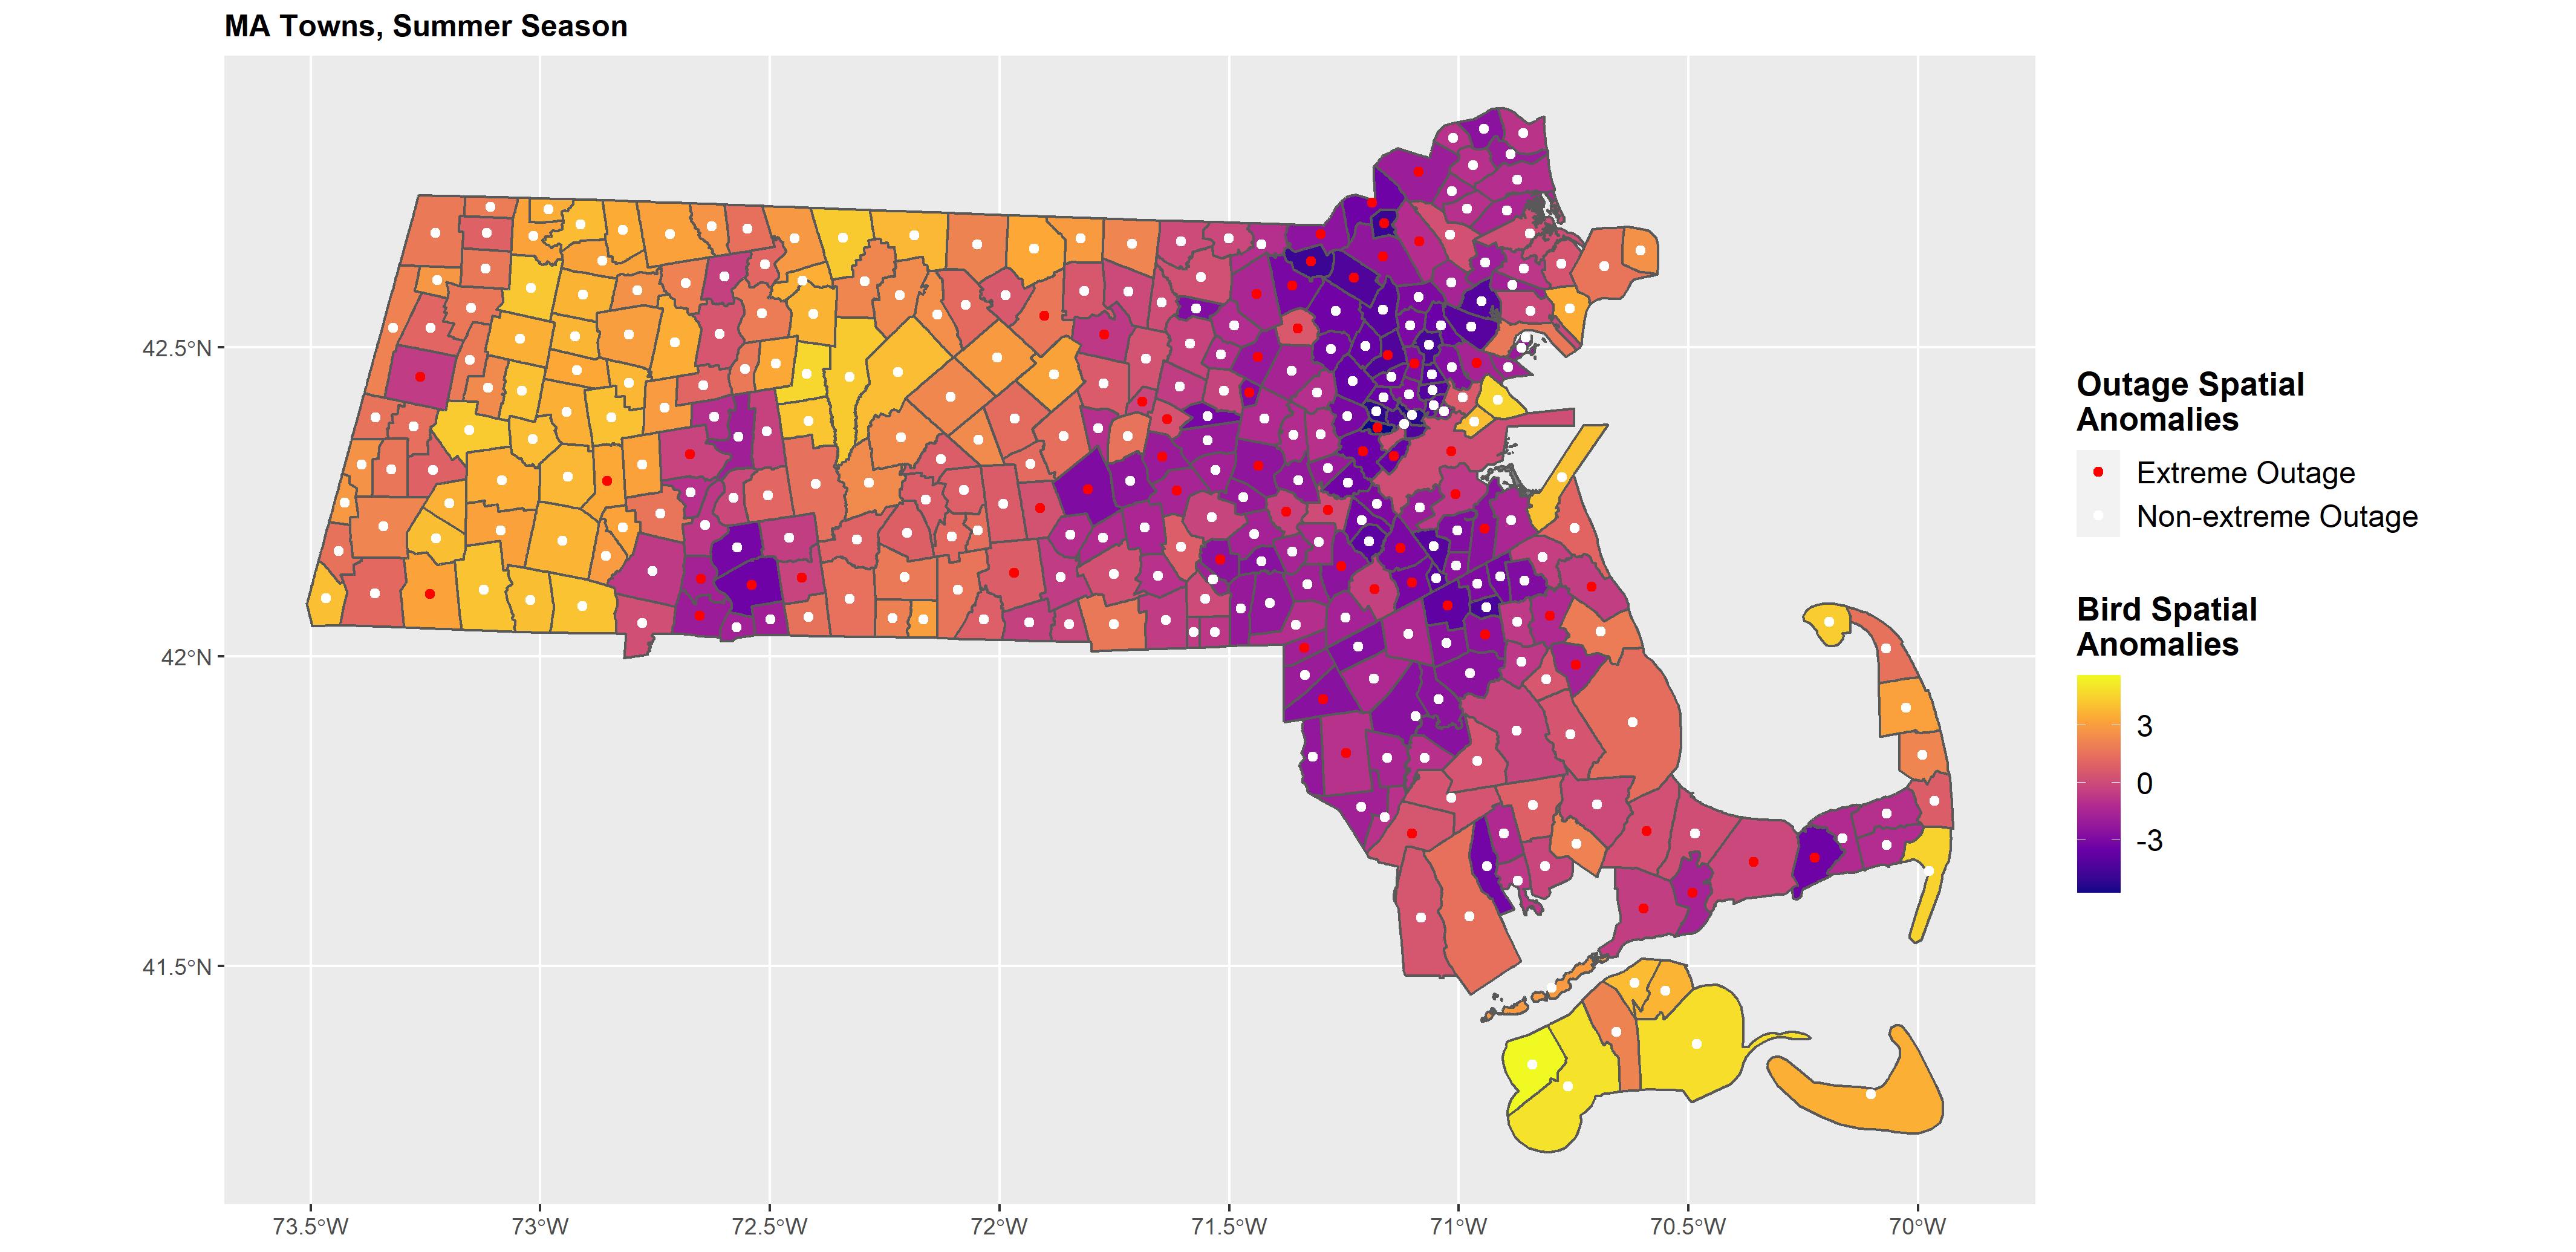 MA Towns, Summer Season
42.5°N
42°N
41.5°N
73.5°W
73°W
72.5°W
72°W
71.5°W
71°W
70.5°W
70°W
Outage Spatial
Anomalies
Extreme Outage
Non-extreme Outage
Bird Spatial
Anomalies
3
0
-3